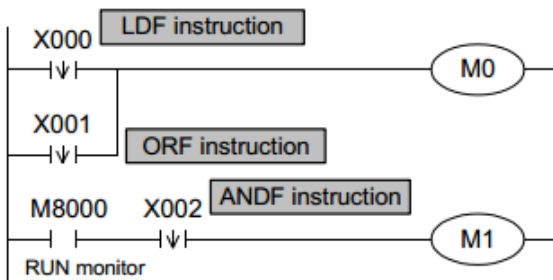 X000 LDF instruction
M0
X001
ORF instruction
M8000 X002 ANDF instruction
M1
RUN monitor